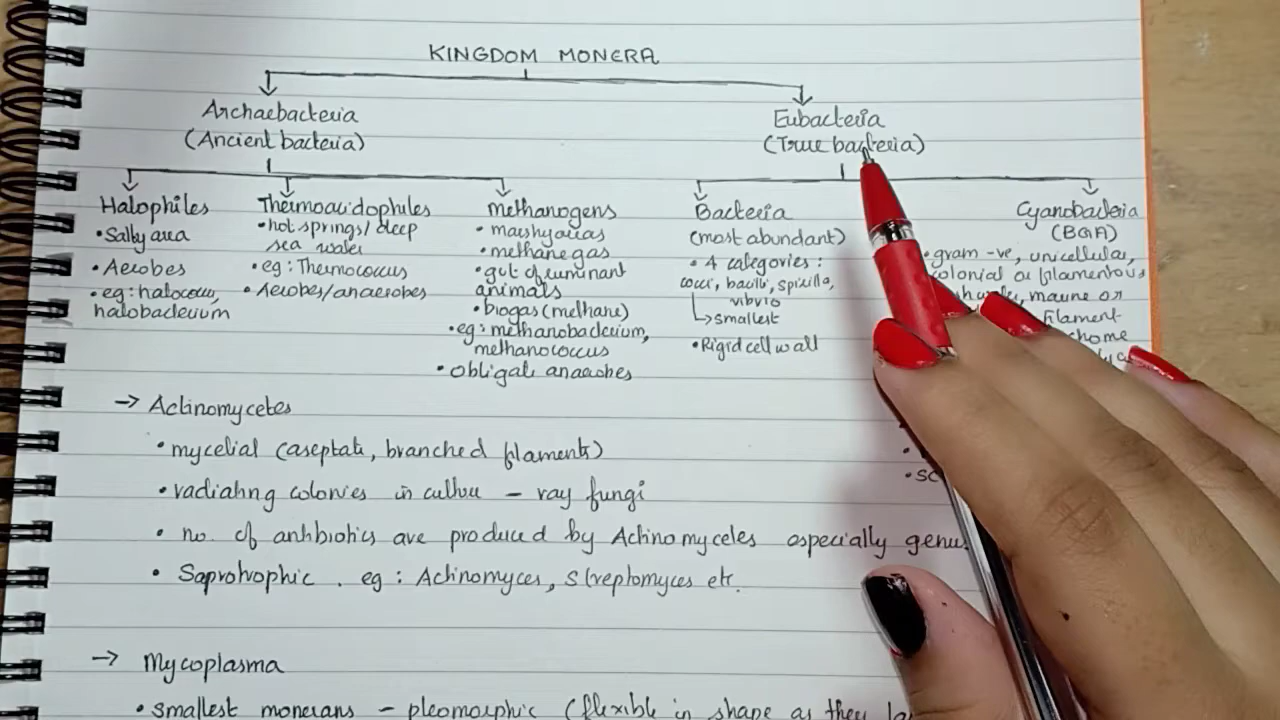 KINGDOM MONERA
Archaebacteria
(Ancient bacteria)
Eubacteria
(True bacteria)
Halophiles
• Salty area
• Aerobes
• eg: halococcus,
halobacterium
Thermoacidophiles
• hot springs/ deep
sea water
• eg: Thermococcus
• Aerobes/anaerobes
Methanogens
• marshy areas
• methane gas
• gut of ruminant
animals
• biogas (methane)
• eg: methanobacterium,
methanococcus
• obligate anaerobes
Bacteria
(most abundant)
• 4 categories:
cocci, bacilli, spirilla,
vibrio
↳ smallest
• Rigid cell wall
Cyanobacteria
(BGA)
• gram -ve, unicellular,
colonial or filamentous
marine or
filament
→ Actinomycetes
• mycelial (aseptate, branched filaments)
• radiating colonies in culture - ray fungi
• no. of antibiotics are produced by Actinomycetes especially genus
• Saprotrophic. eg: Actinomyces, Streptomyces etc.
→ Mycoplasma
• smallest monerans - pleomorphic (flexible in shape as they